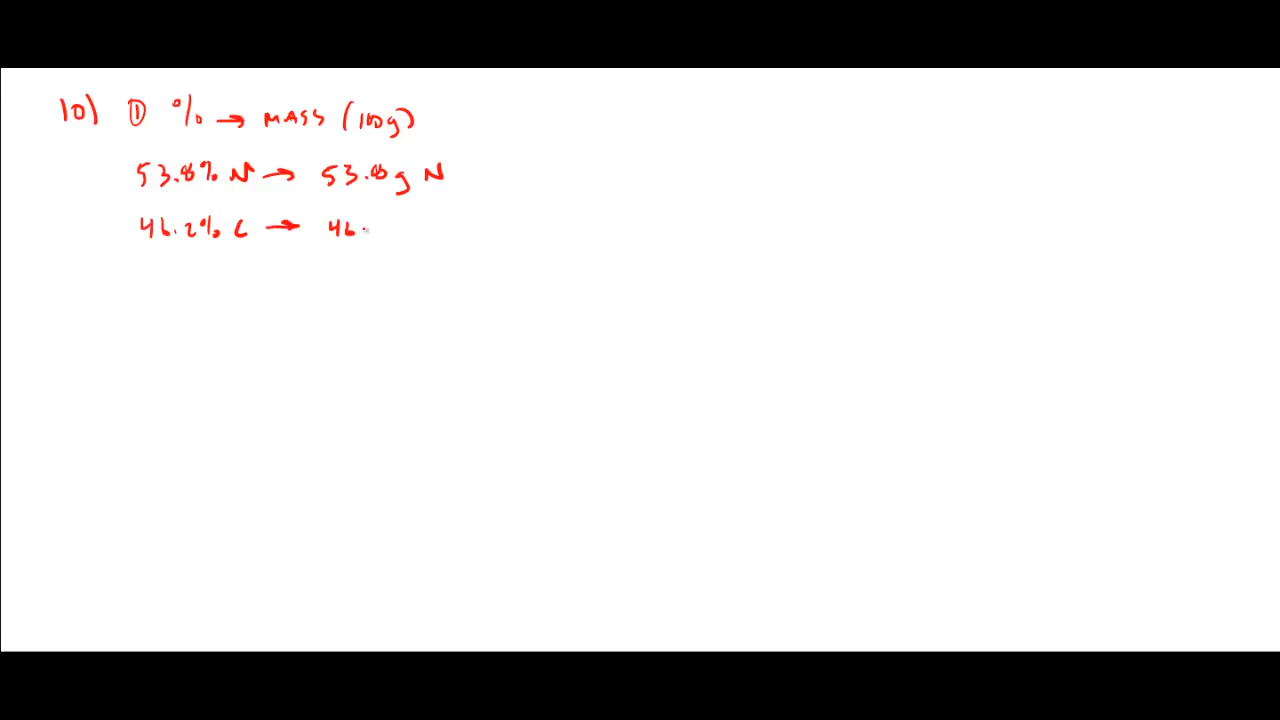 10) ① % → MASS (100g)
53.8% N → 53.8g N
46.2% C → 46.